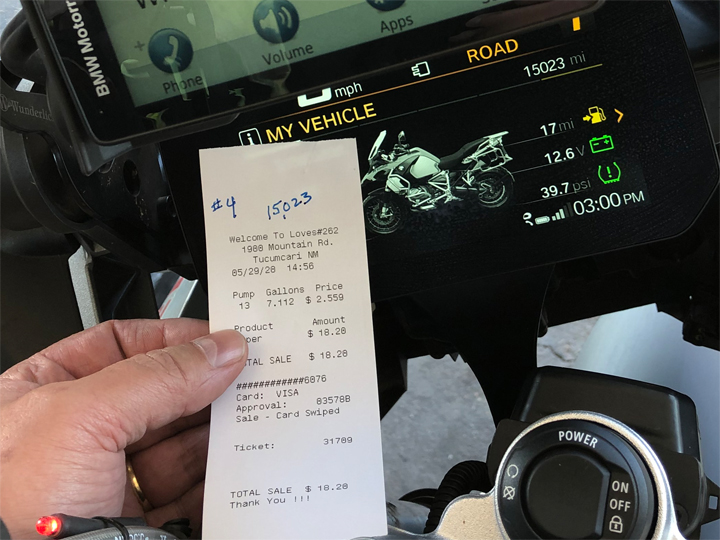 BMW Motorr
Phone
Volume
Apps
mph
ROAD
15023 mi
i MY VEHICLE
17 mi
12.6 V
39.7 psi
03:00 PM
#4 15,023
Welcome To Loves#262
1988 Mountain Rd.
Tucumcari NM
05/29/20 14:56
Pump Gallons Price
13 7.112 $ 2.559
Product Amount
per $ 18.20
TAL SALE $ 18.20
############6876
Card: VISA
Approval: 83578B
Sale - Card Swiped
Ticket: 31789
TOTAL SALE $ 18.20
Thank You !!!
POWER
ON
OFF